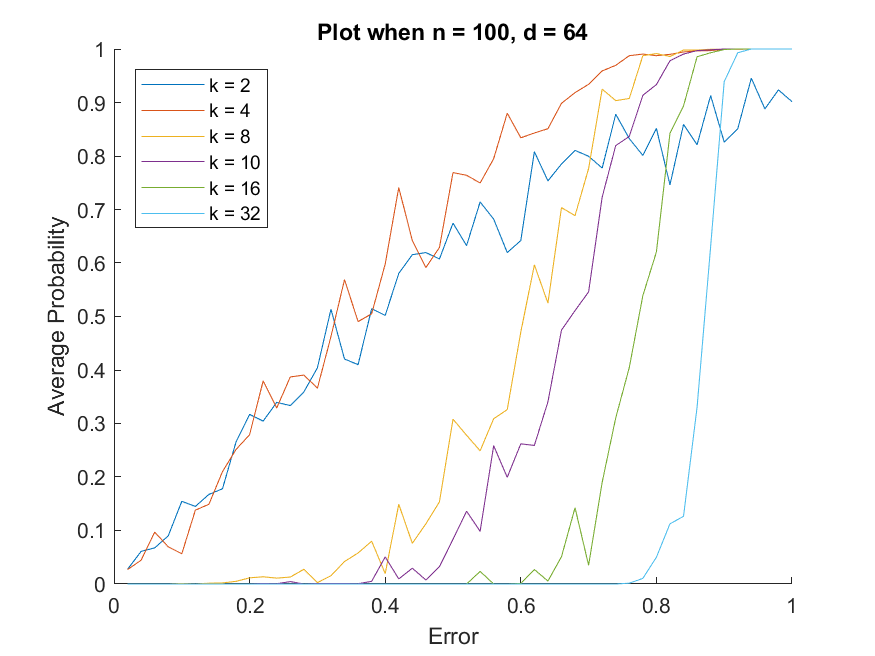 Plot when n = 100, d = 64
1
0.9
0.8
0.7
0.6
0.5
0.4
0.3
0.2
0.1
0
Average Probability
k = 2
k = 4
k = 8
k = 10
k = 16
k = 32
0 0.2 0.4 0.6 0.8 1
Error